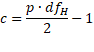 c = p · df_H / 2 − 1